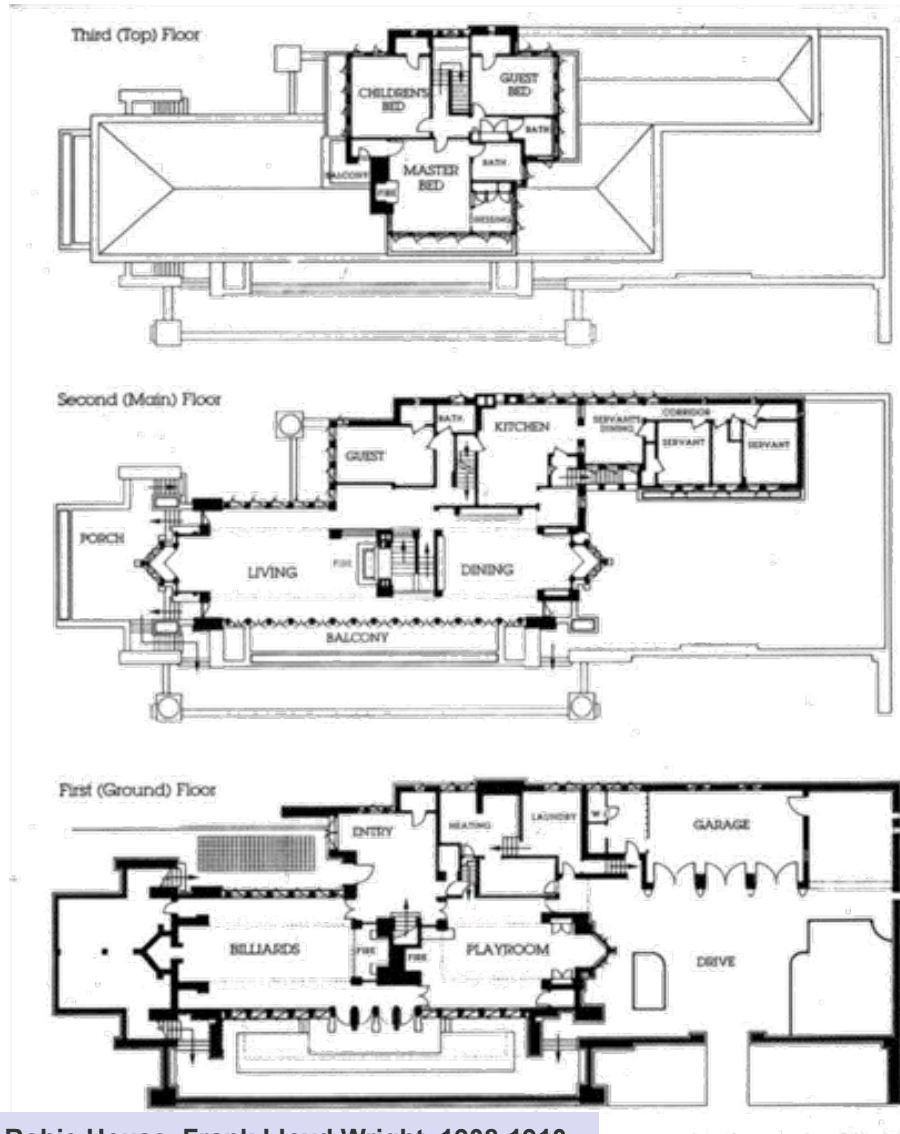 Third (Top) Floor
CHILDREN'S
BED
GUEST
BED
BATH
BATH
BALCONY
MASTER
BED
FIRE
DRESSING
Second (Main) Floor
BATH
KITCHEN
SERVANT'S
DINING
CORRIDOR
SERVANT
SERVANT
GUEST
PORCH
LIVING
FIRE
DINING
BALCONY
First (Ground) Floor
ENTRY
HEATING
LAUNDRY
W
GARAGE
BILLIARDS
FIRE
FIRE
PLAYROOM
DRIVE
Robie House, Frank Lloyd Wright, 1908-1910